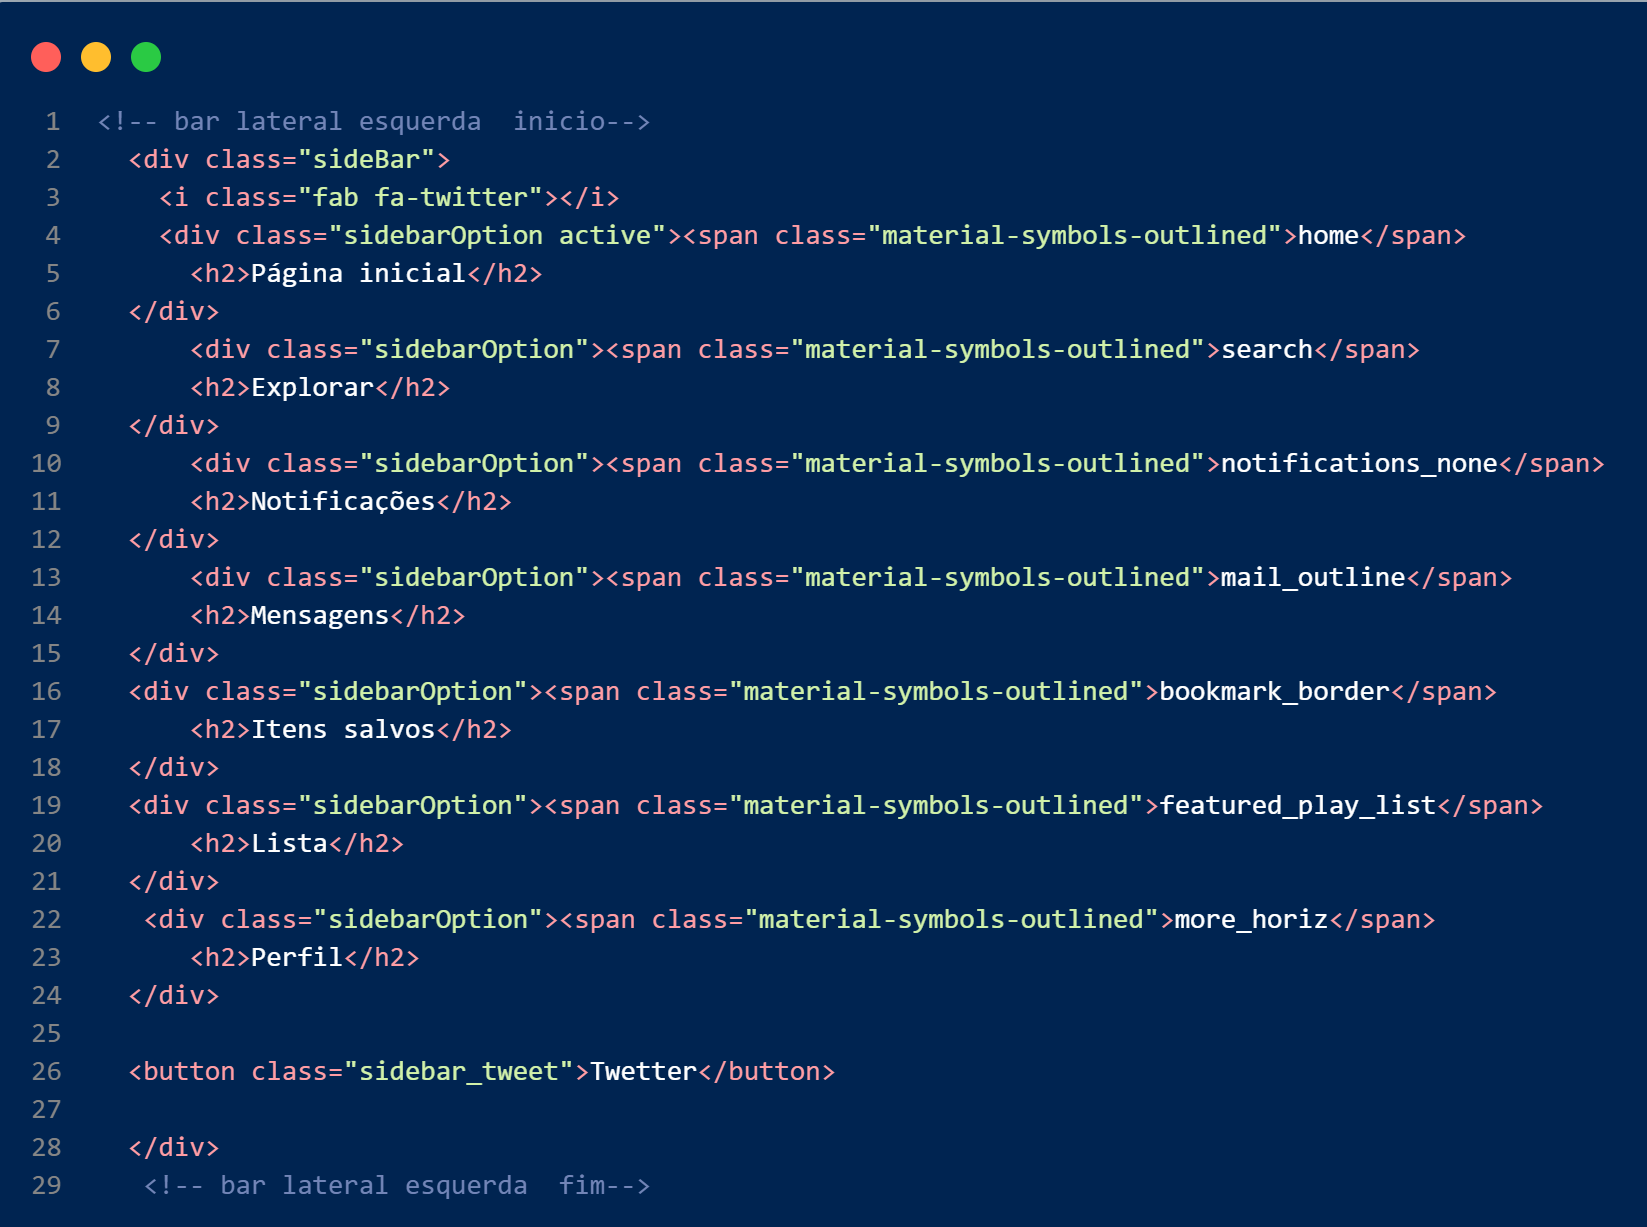 1 <!-- bar lateral esquerda  inicio-->
2   <div class="sideBar">
3     <i class="fab fa-twitter"></i>
4     <div class="sidebarOption active"><span class="material-symbols-outlined">home</span>
5       <h2>Página inicial</h2>
6   </div>
7       <div class="sidebarOption"><span class="material-symbols-outlined">search</span>
8       <h2>Explorar</h2>
9   </div>
10       <div class="sidebarOption"><span class="material-symbols-outlined">notifications_none</span>
11       <h2>Notificações</h2>
12   </div>
13       <div class="sidebarOption"><span class="material-symbols-outlined">mail_outline</span>
14       <h2>Mensagens</h2>
15   </div>
16   <div class="sidebarOption"><span class="material-symbols-outlined">bookmark_border</span>
17       <h2>Itens salvos</h2>
18   </div>
19   <div class="sidebarOption"><span class="material-symbols-outlined">featured_play_list</span>
20       <h2>Lista</h2>
21   </div>
22    <div class="sidebarOption"><span class="material-symbols-outlined">more_horiz</span>
23       <h2>Perfil</h2>
24   </div>
25
26   <button class="sidebar_tweet">Twetter</button>
27
28   </div>
29    <!-- bar lateral esquerda  fim-->